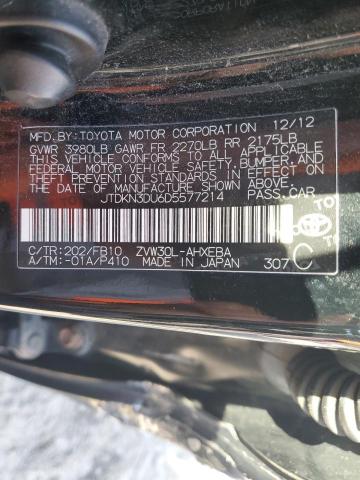 MFD.BY:TOYOTA MOTOR CORPORATION 12/12
GVWR 3980LB GAWR FR 2270LB RR 2175LB
THIS VEHICLE CONFORMS TO ALL APPLICABLE
FEDERAL MOTOR VEHICLE SAFETY, BUMPER, AND
THEFT PREVENTION STANDARDS IN EFFECT ON
THE DATE OF MANUFACTURE SHOWN ABOVE.
JTDKN3DU6D5577214 PASS.CAR
C/TR:202/FB10 ZVW30L-AHXEBA
A/TM:-01A/P410 MADE IN JAPAN 307 C